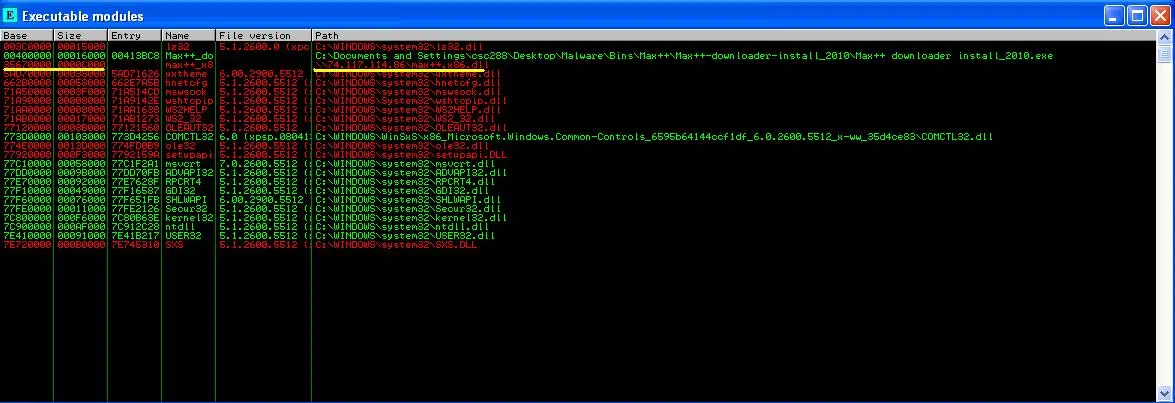 Executable modules
Base Size Entry Name File version Path
003C0000 00015000 lz32 5.1.2600.0 (xpc C:\WINDOWS\system32\lz32.dll
00400000 00016000 00413BC8 Max++_do C:\Documents and Settings\csc288\Desktop\Malware\Bins\Max++\Max++-downloader-install_2010\Max++ downloader install_2010.exe
35670000 0000C000 max++_x8 \\74.117.114.86\max++.x86.dll
5AD70000 00038000 5AD71626 uxtheme 6.00.2900.5512 C:\WINDOWS\system32\uxtheme.dll
662B0000 00058000 662E7A5B hnetcfg 5.1.2600.5512 ( C:\WINDOWS\system32\hnetcfg.dll
71A50000 0003F000 71A514CD mswsock 5.1.2600.5512 ( C:\WINDOWS\system32\mswsock.dll
71A90000 00008000 71A9142E wshtcpip 5.1.2600.5512 ( C:\WINDOWS\system32\wshtcpip.dll
71AA0000 00008000 71AA1638 WS2HELP 5.1.2600.5512 ( C:\WINDOWS\system32\WS2HELP.dll
71AB0000 00017000 71AB1273 WS2_32 5.1.2600.5512 ( C:\WINDOWS\system32\WS2_32.dll
77120000 0008B000 77121560 OLEAUT32 5.1.2600.5512 C:\WINDOWS\system32\OLEAUT32.dll
773D0000 00103000 773D4256 COMCTL32 6.0 (xpsp.08041 C:\WINDOWS\WinSxS\x86_Microsoft.Windows.Common-Controls_6595b64144ccf1df_6.0.2600.5512_x-ww_35d4ce83\COMCTL32.dll
774E0000 0013D000 774FD0B9 ole32 5.1.2600.5512 ( C:\WINDOWS\system32\ole32.dll
77920000 000F3000 7792159A setupapi 5.1.2600.5512 ( C:\WINDOWS\system32\setupapi.DLL
77C10000 00058000 77C1F2A1 msvcrt 7.0.2600.5512 ( C:\WINDOWS\system32\msvcrt.dll
77DD0000 0009B000 77DD70FB ADVAPI32 5.1.2600.5512 ( C:\WINDOWS\system32\ADVAPI32.dll
77E70000 00092000 77E7628F RPCRT4 5.1.2600.5512 ( C:\WINDOWS\system32\RPCRT4.dll
77F10000 00049000 77F16587 GDI32 5.1.2600.5512 ( C:\WINDOWS\system32\GDI32.dll
77F60000 00076000 77F651FB SHLWAPI 6.00.2900.5512 C:\WINDOWS\system32\SHLWAPI.dll
77FE0000 00011000 77FE2126 Secur32 5.1.2600.5512 ( C:\WINDOWS\system32\Secur32.dll
7C800000 000F6000 7C80B63E kernel32 5.1.2600.5512 ( C:\WINDOWS\system32\kernel32.dll
7C900000 000AF000 7C912C28 ntdll 5.1.2600.5512 ( C:\WINDOWS\system32\ntdll.dll
7E410000 00091000 7E41B217 USER32 5.1.2600.5512 ( C:\WINDOWS\system32\USER32.dll
7E720000 000B0000 7E745310 SXS 5.1.2600.5512 ( C:\WINDOWS\system32\SXS.DLL